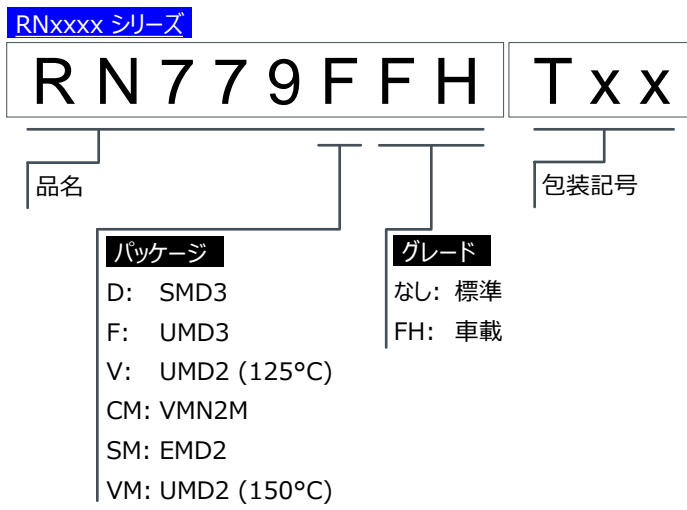 RNxxxx シリーズ
RN779FFH Txx
品名
包装記号
パッケージ
D: SMD3
F: UMD3
V: UMD2 (125°C)
CM: VMN2M
SM: EMD2
VM: UMD2 (150°C)
グレード
なし: 標準
FH: 車載